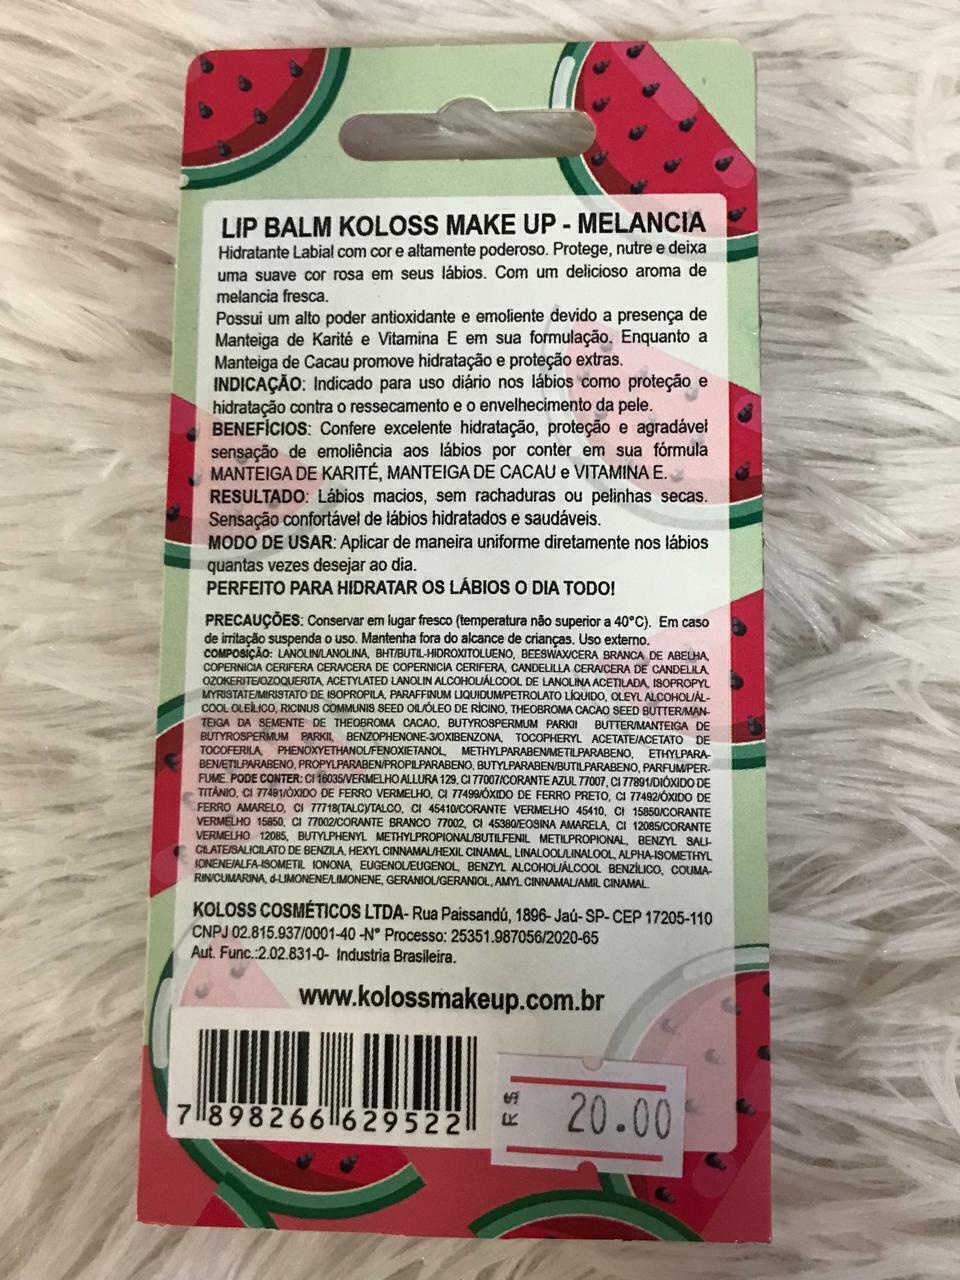 LIP BALM KOLOSS MAKE UP - MELANCIA
Hidratante Labial com cor e altamente poderoso. Protege, nutre e deixa
uma suave cor rosa em seus lábios. Com um delicioso aroma de
melancia fresca.
Possui um alto poder antioxidante e emoliente devido a presença de
Manteiga de Karité e Vitamina E em sua formulação. Enquanto a
Manteiga de Cacau promove hidratação e proteção extras.
INDICAÇÃO: Indicado para uso diário nos lábios como proteção e
hidratação contra o ressecamento e o envelhecimento da pele.
BENEFÍCIOS: Confere excelente hidratação, proteção e agradável
sensação de emoliência aos lábios por conter em sua fórmula
MANTEIGA DE KARITÉ, MANTEIGA DE CACAU e VITAMINA E.
RESULTADO: Lábios macios, sem rachaduras ou pelinhas secas.
Sensação confortável de lábios hidratados e saudáveis.
MODO DE USAR: Aplicar de maneira uniforme diretamente nos lábios
quantas vezes desejar ao dia.
PERFEITO PARA HIDRATAR OS LÁBIOS O DIA TODO!
PRECAUÇÕES: Conservar em lugar fresco (temperatura não superior a 40°C). Em caso
de irritação suspenda o uso. Mantenha fora do alcance de crianças. Uso externo.
COMPOSIÇÃO: LANOLIN/LANOLINA, BHT/BUTIL-HIDROXITOLUENO, BEESWAX/CERA BRANCA DE ABELHA,
COPERNICIA CERIFERA CERA/CERA DE COPERNICIA CERIFERA, CANDELILLA CERA/CERA DE CANDELILA,
OZOKERITE/OZOQUERITA, ACETYLATED LANOLIN ALCOHOL/ÁLCOOL DE LANOLINA ACETILADA, ISOPROPYL
MYRISTATE/MIRISTATO DE ISOPROPILA, PARAFFINUM LIQUIDUM/PETROLATO LÍQUIDO, OLEYL ALCOHOL/ÁL-
COOL OLEÍLICO, RICINUS COMMUNIS SEED OIL/ÓLEO DE RÍCINO, THEOBROMA CACAO SEED BUTTER/MAN-
TEIGA DA SEMENTE DE THEOBROMA CACAO, BUTYROSPERMUM PARKII BUTTER/MANTEIGA DE
BUTYROSPERMUM PARKII, BENZOPHENONE-3/OXIBENZONA, TOCOPHERYL ACETATE/ACETATO DE
TOCOFERILA, PHENOXYETHANOL/FENOXIETANOL, METHYLPARABEN/METILPARABENO, ETHYLPARA-
BEN/ETILPARABENO, PROPYLPARABEN/PROPILPARABENO, BUTYLPARABEN/BUTILPARABENO, PARFUM/PER-
FUME. PODE CONTER: CI 16035/VERMELHO ALLURA 129, CI 77007/CORANTE AZUL 77007, CI 77891/DIÓXIDO DE
TITÂNIO, CI 77491/ÓXIDO DE FERRO VERMELHO, CI 77499/ÓXIDO DE FERRO PRETO, CI 77492/ÓXIDO DE
FERRO AMARELO, CI 77718(TALC)/TALCO, CI 45410/CORANTE VERMELHO 45410, CI 15850/CORANTE
VERMELHO 15850, CI 77002/CORANTE BRANCO 77002, CI 45380/EOSINA AMARELA, CI 12085/CORANTE
VERMELHO 12085, BUTYLPHENYL METHYLPROPIONAL/BUTILFENIL METILPROPIONAL, BENZYL SALI-
CILATE/SALICILATO DE BENZILA, HEXYL CINNAMAL/HEXIL CINAMAL, LINALOOL/LINALOOL, ALPHA-ISOMETHYL
IONENE/ALFA-ISOMETIL IONONA, EUGENOL/EUGENOL, BENZYL ALCOHOL/ÁLCOOL BENZÍLICO, COUMA-
RIN/CUMARINA, d-LIMONENE/LIMONENE, GERANIOL/GERANIOL, AMYL CINNAMAL/AMIL CINAMAL.
KOLOSS COSMÉTICOS LTDA- Rua Paissandú, 1896- Jaú- SP- CEP 17205-110
CNPJ 02.815.937/0001-40 -N° Processo: 25351.987056/2020-65
Aut. Func.:2.02.831-0- Industria Brasileira.
www.kolossmakeup.com.br
7 898266 629522
R$ 20.00